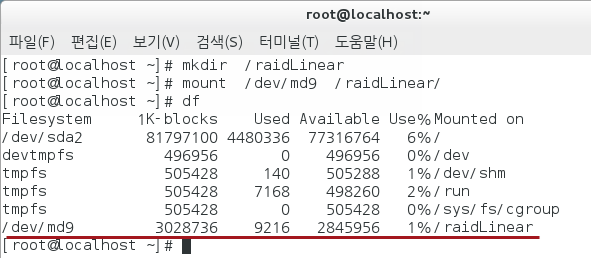 root@localhost:~
파일(F) 편집(E) 보기(V) 검색(S) 터미널(T) 도움말(H)
[root@localhost ~]# mkdir /raidLinear
[root@localhost ~]# mount /dev/md9 /raidLinear/
[root@localhost ~]# df
Filesystem 1K-blocks Used Available Use% Mounted on
/dev/sda2 81797100 4480336 77316764 6% /
devtmpfs 496956 0 496956 0% /dev
tmpfs 505428 140 505288 1% /dev/shm
tmpfs 505428 7168 498260 2% /run
tmpfs 505428 0 505428 0% /sys/fs/cgroup
/dev/md9 3028736 9216 2845956 1% /raidLinear
[root@localhost ~]#